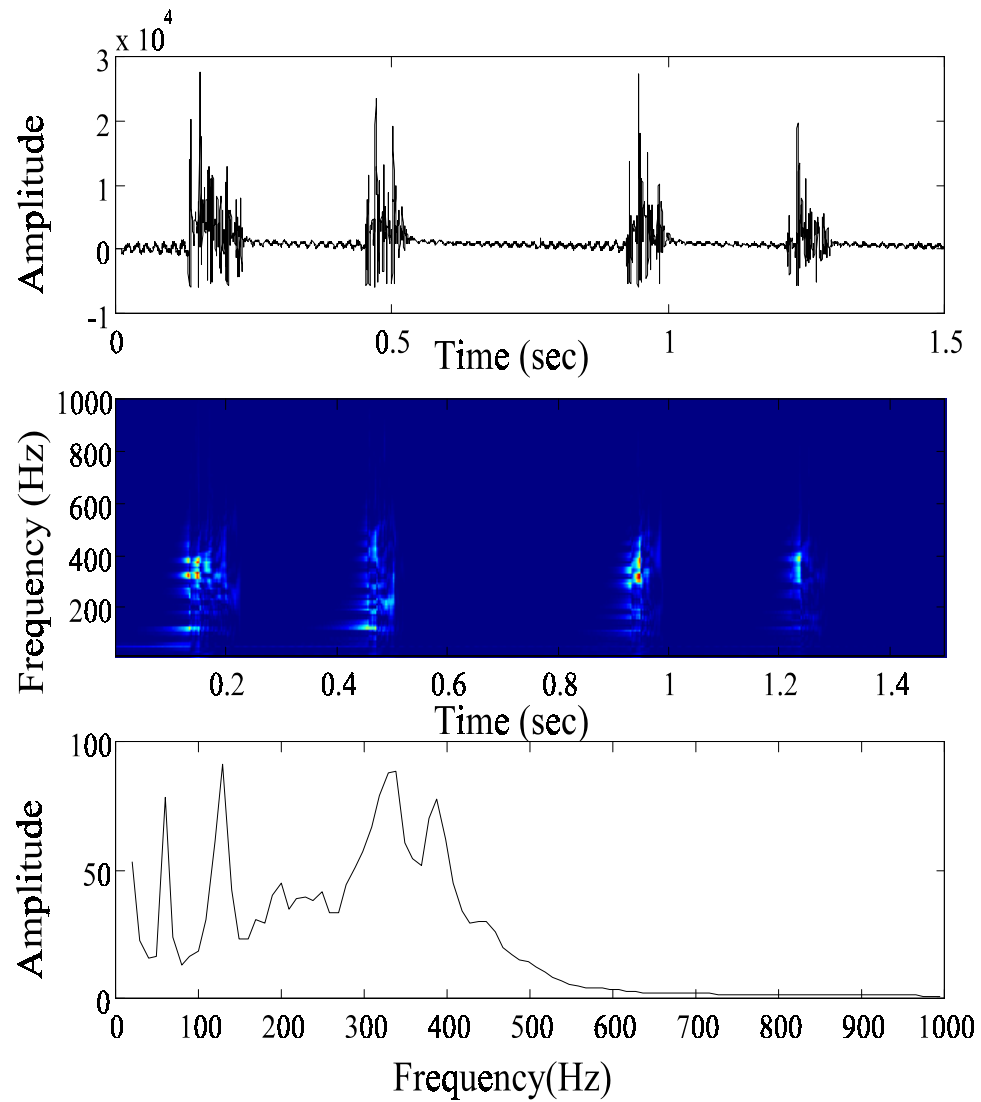 x 10^4
3
2
1
0
-1
Amplitude
0 0.5 1 1.5
Time (sec)
1000
800
600
400
200
Frequency (Hz)
0.2 0.4 0.6 0.8 1 1.2 1.4
Time (sec)
100
50
0
Amplitude
0 100 200 300 400 500 600 700 800 900 1000
Frequency(Hz)